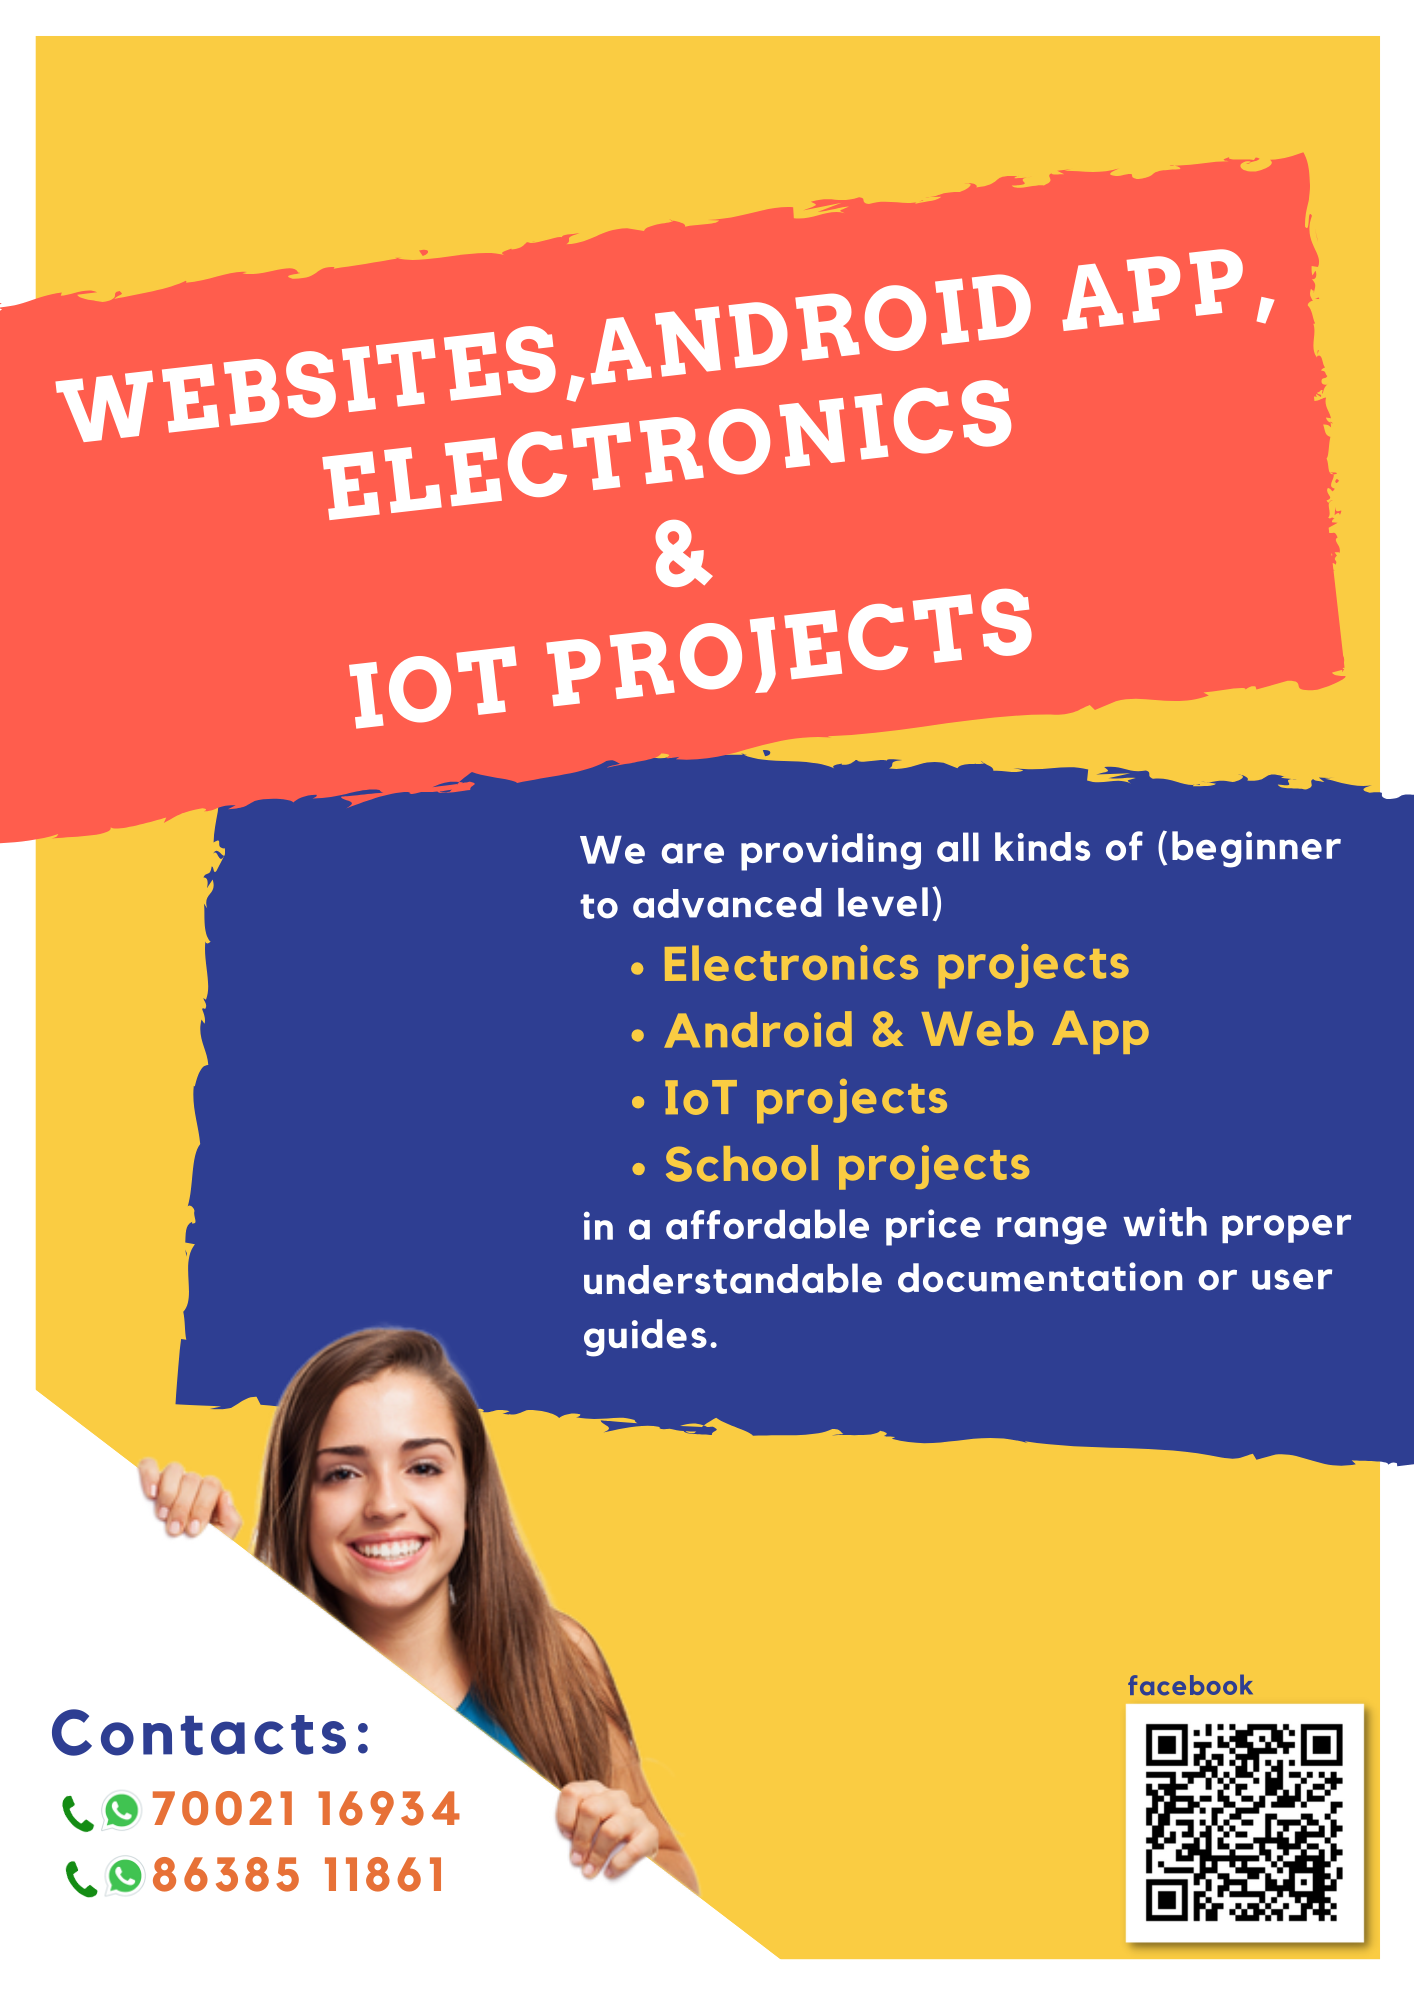 WEBSITES,ANDROID APP,
ELECTRONICS
&
IOT PROJECTS
We are providing all kinds of (beginner
to advanced level)
• Electronics projects
• Android & Web App
• IoT projects
• School projects
in a affordable price range with proper
understandable documentation or user
guides.
Contacts:
70021 16934
86385 11861
facebook